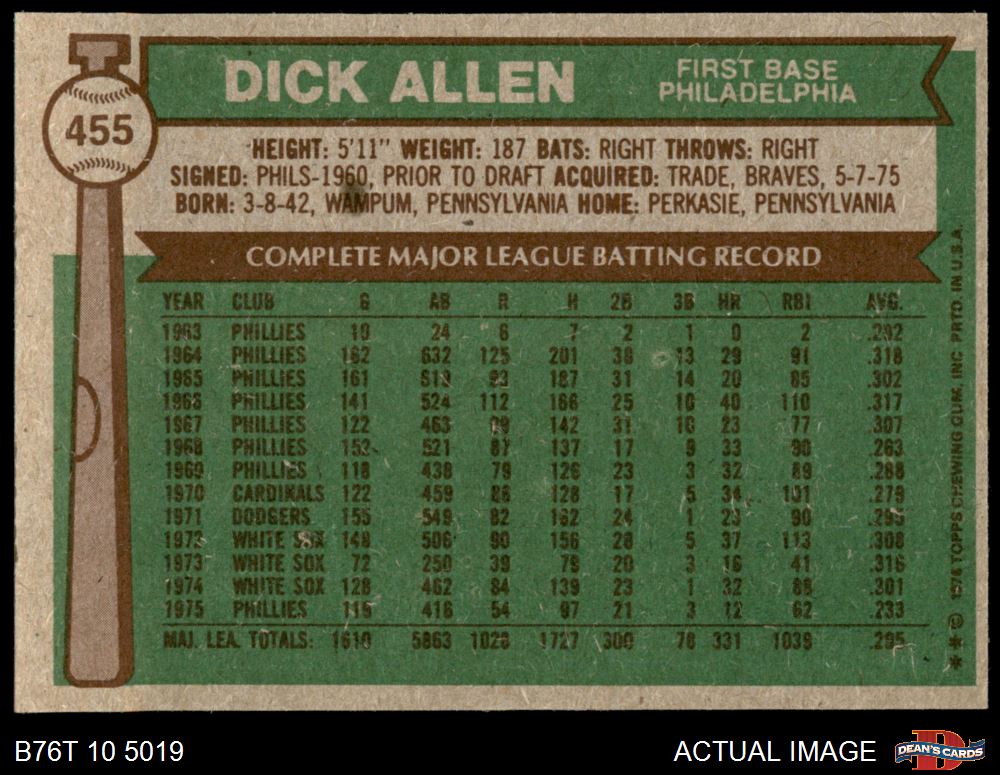 DICK ALLEN
FIRST BASE
PHILADELPHIA
455
HEIGHT: 5'11" WEIGHT: 187 BATS: RIGHT THROWS: RIGHT
SIGNED: PHILS-1960, PRIOR TO DRAFT ACQUIRED: TRADE, BRAVES, 5-7-75
BORN: 3-8-42, WAMPUM, PENNSYLVANIA HOME: PERKASIE, PENNSYLVANIA
COMPLETE MAJOR LEAGUE BATTING RECORD
YEAR CLUB G AB R H 2B 3B HR RBI AVG.
1963 PHILLIES 10 24 6 7 2 1 0 2 .292
1964 PHILLIES 162 632 125 201 38 13 29 91 .318
1965 PHILLIES 161 619 93 187 31 14 20 85 .302
1966 PHILLIES 141 524 112 166 25 10 40 110 .317
1967 PHILLIES 122 463 89 142 31 10 23 77 .307
1968 PHILLIES 152 521 87 137 17 9 33 90 .263
1969 PHILLIES 118 438 79 126 23 3 32 89 .288
1970 CARDINALS 122 459 88 128 17 5 34 101 .279
1971 DODGERS 155 549 82 162 24 1 23 90 .295
1972 WHITE SOX 148 506 90 156 28 5 37 113 .308
1973 WHITE SOX 72 250 39 79 20 3 16 41 .316
1974 WHITE SOX 128 462 84 139 23 1 32 88 .301
1975 PHILLIES 119 416 54 97 21 3 12 62 .233
MAJ. LEA. TOTALS: 1610 5863 1028 1727 300 78 331 1039 .295
** © 1976 TOPPS CHEWING GUM, INC. PRTD. IN U.S.A.
B76T 10 5019
ACTUAL IMAGE
DEAN'S CARDS